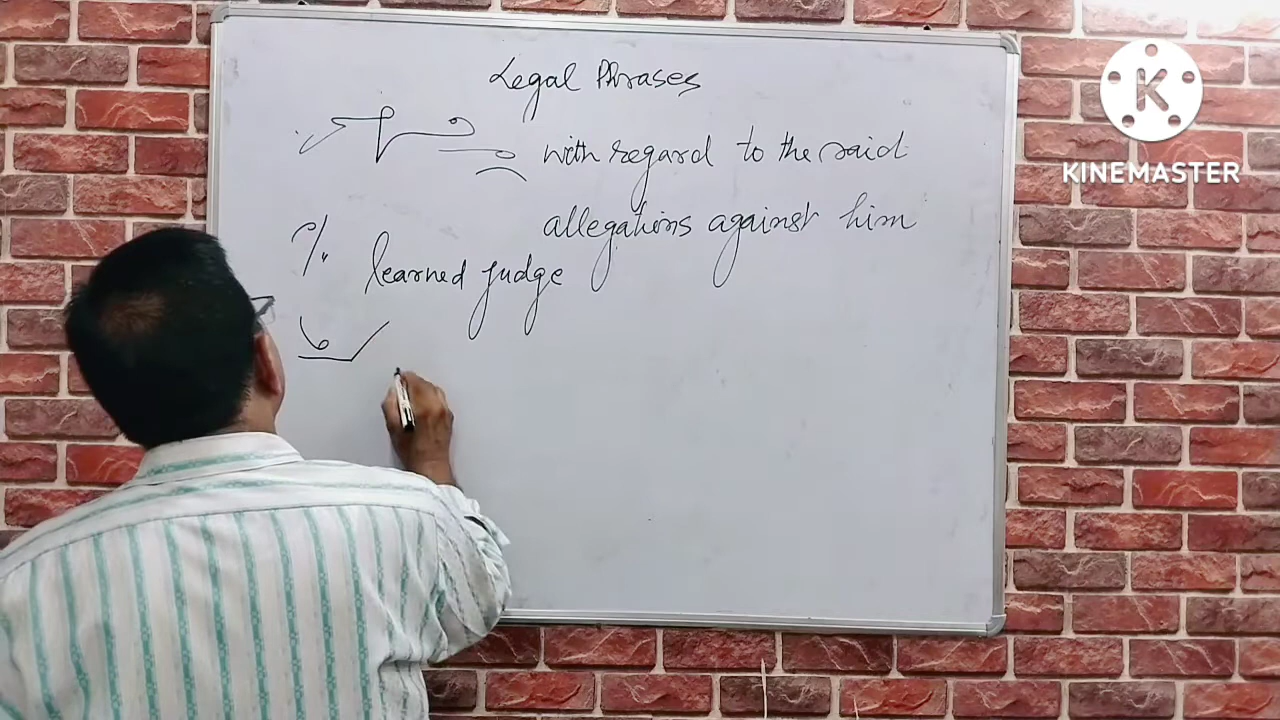 Legal Phrases
with regard to the said
allegations against him
learned judge
K
KINEMASTER